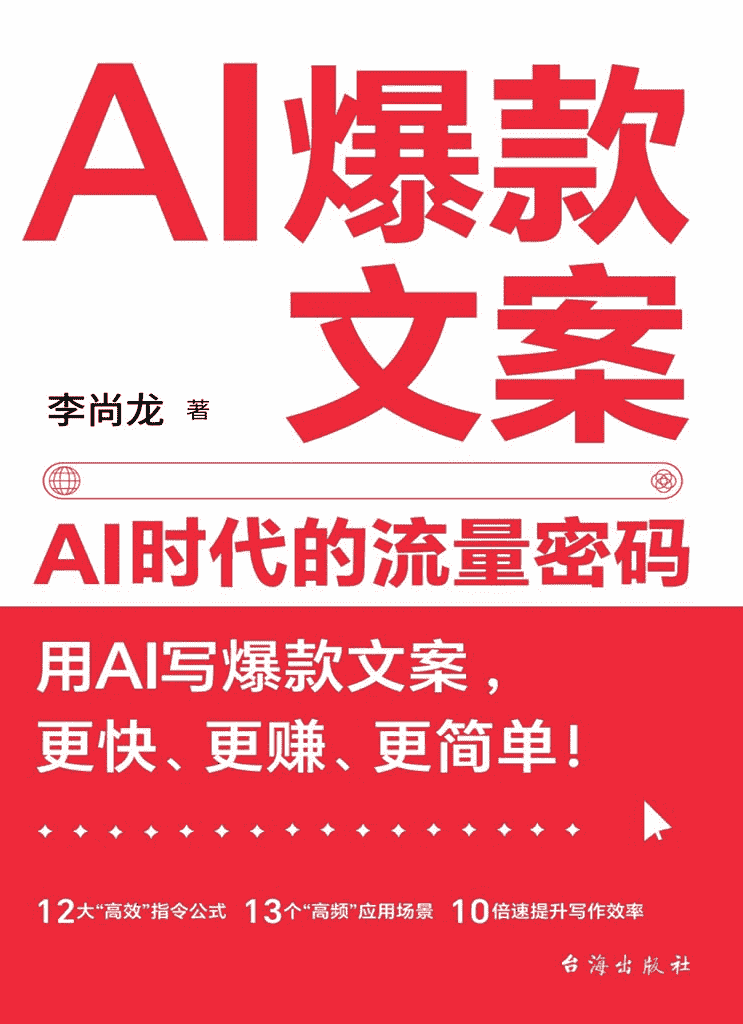 AI爆款
文案
李尚龙 著
AI时代的流量密码
用AI写爆款文案，
更快、更赚、更简单！
12大“高效”指令公式 13个“高频”应用场景 10倍速提升写作效率
台海出版社